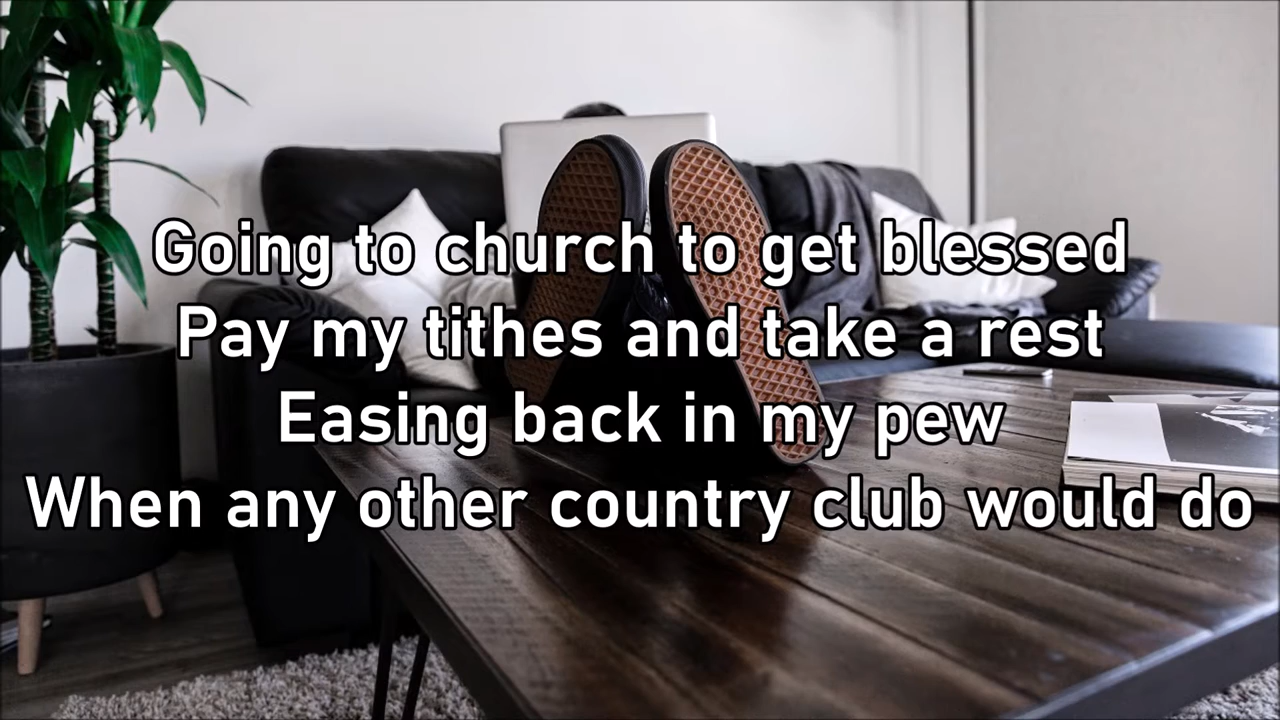 Going to church to get blessed
Pay my tithes and take a rest
Easing back in my pew
When any other country club would do